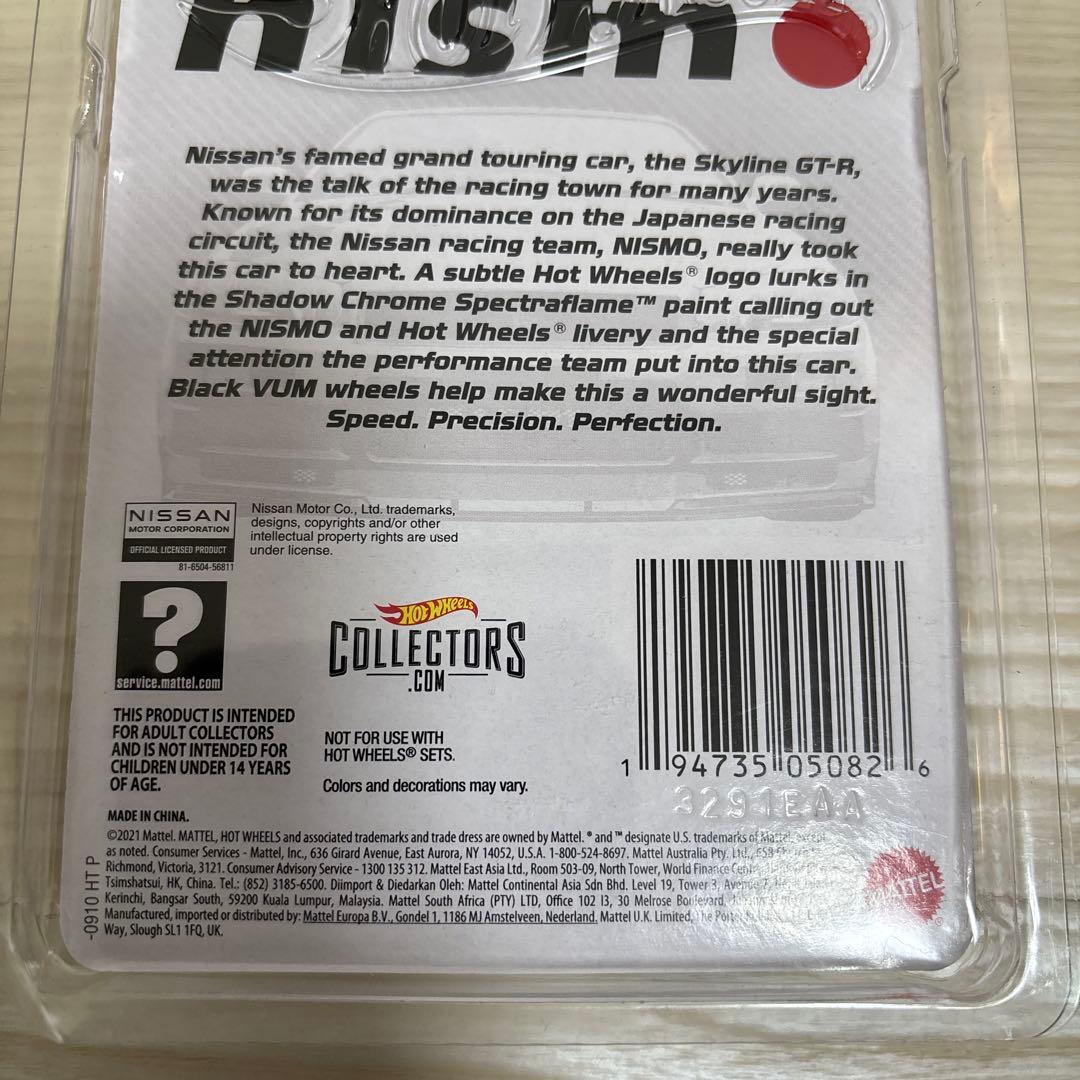 nismo
Nissan's famed grand touring car, the Skyline GT-R,
was the talk of the racing town for many years.
Known for its dominance on the Japanese racing
circuit, the Nissan racing team, NISMO, really took
this car to heart. A subtle Hot Wheels® logo lurks in
the Shadow Chrome Spectraflame™ paint calling out
the NISMO and Hot Wheels® livery and the special
attention the performance team put into this car.
Black VUM wheels help make this a wonderful sight.
Speed. Precision. Perfection.
NISSAN
MOTOR CORPORATION
OFFICIAL LICENSED PRODUCT
81-6504-56811
Nissan Motor Co., Ltd. trademarks,
designs, copyrights and/or other
intellectual property rights are used
under license.
?
service.mattel.com
HOT WHEELS
COLLECTORS
.COM
THIS PRODUCT IS INTENDED
FOR ADULT COLLECTORS
AND IS NOT INTENDED FOR
CHILDREN UNDER 14 YEARS
OF AGE.
NOT FOR USE WITH
HOT WHEELS® SETS.
Colors and decorations may vary.
1 94735 05082 6
3291EAA
MADE IN CHINA.
©2021 Mattel. MATTEL, HOT WHEELS and associated trademarks and trade dress are owned by Mattel. ® and ™ designate U.S. trademarks of Mattel, except
as noted. Consumer Services - Mattel, Inc., 636 Girard Avenue, East Aurora, NY 14052, U.S.A. 1-800-524-8697. Mattel Australia Pty. Ltd., 658
Richmond, Victoria, 3121. Consumer Advisory Service - 1300 135 312. Mattel East Asia Ltd., Room 503-09, North Tower, World Finance
Tsimshatsui, HK, China. Tel.: (852) 3185-6500. Diimport & Diedarkan Oleh: Mattel Continental Asia Sdn Bhd. Level 19, Tower 3, Avenue 7,
Kerinchi, Bangsar South, 59200 Kuala Lumpur, Malaysia. Mattel South Africa (PTY) LTD, Office 102 I3, 30 Melrose Boulevard,
Manufactured, imported or distributed by: Mattel Europa B.V., Gondel 1, 1186 MJ Amstelveen, Nederland. Mattel U.K. Limited, The
Way, Slough SL1 1FQ, UK.
MATTEL
-0910 HT P